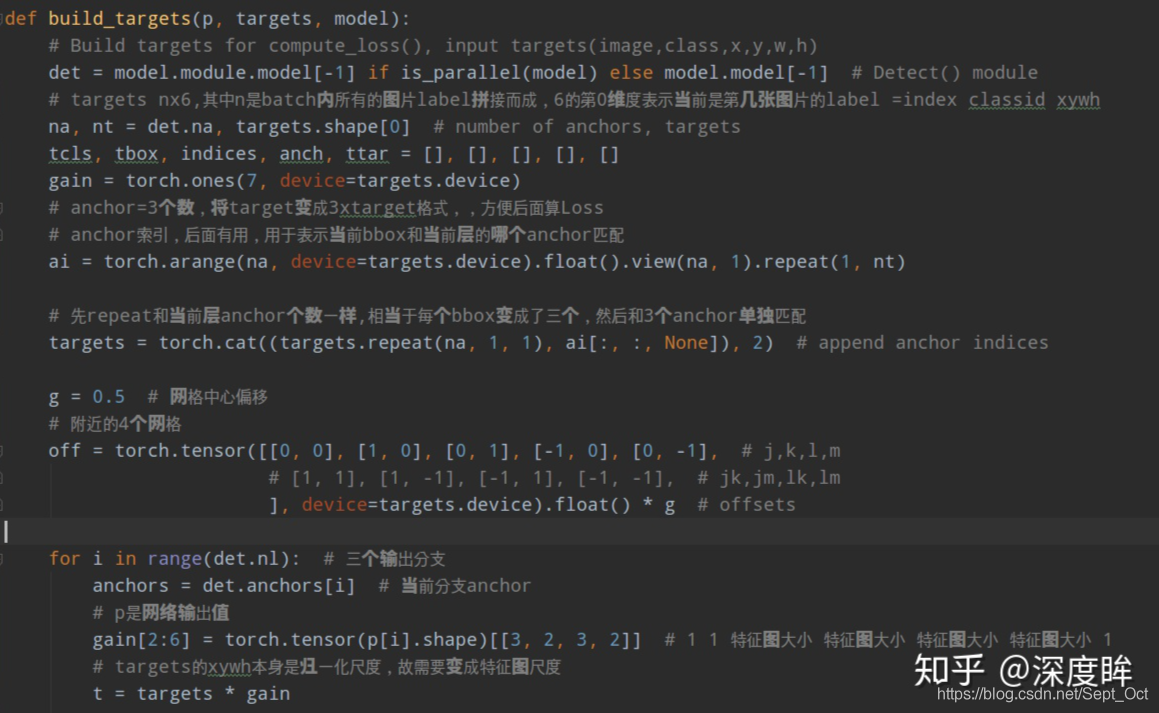 def build_targets(p, targets, model):
# Build targets for compute_loss(), input targets(image,class,x,y,w,h)
det = model.module.model[-1] if is_parallel(model) else model.model[-1]  # Detect() module
# targets nx6,其中n是batch内所有的图片label拼接而成，6的第0维度表示当前是第几张图片的label =index classid xywh
na, nt = det.na, targets.shape[0]  # number of anchors, targets
tcls, tbox, indices, anch, ttar = [], [], [], [], []
gain = torch.ones(7, device=targets.device)
# anchor=3个数，将target变成3xtarget格式，，方便后面算Loss
# anchor索引，后面有用，用于表示当前bbox和当前层的哪个anchor匹配
ai = torch.arange(na, device=targets.device).float().view(na, 1).repeat(1, nt)
# 先repeat和当前层anchor个数一样,相当于每个bbox变成了三个，然后和3个anchor单独匹配
targets = torch.cat((targets.repeat(na, 1, 1), ai[:, :, None]), 2)  # append anchor indices
g = 0.5  # 网格中心偏移
# 附近的4个网格
off = torch.tensor([[0, 0], [1, 0], [0, 1], [-1, 0], [0, -1],  # j,k,l,m
# [1, 1], [1, -1], [-1, 1], [-1, -1],  # jk,jm,lk,lm
], device=targets.device).float() * g  # offsets
for i in range(det.nl):  # 三个输出分支
anchors = det.anchors[i]  # 当前分支anchor
# p是网络输出值
gain[2:6] = torch.tensor(p[i].shape)[[3, 2, 3, 2]]  # 1 1 特征图大小 特征图大小 特征图大小 特征图大小 1
# targets的xywh本身是归一化尺度，故需要变成特征图尺度
t = targets * gain
知乎 @深度眸
https://blog.csdn.net/Sept_Oct